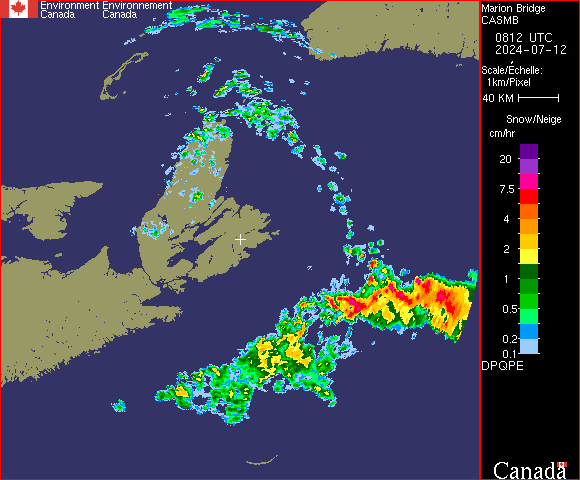 Environment Environnement
Canada Canada
Marion Bridge
CASMB
0812 UTC
2024-07-12
Scale/Échelle:
1km/Pixel
40 KM
Snow/Neige
cm/hr
20
7.5
4
2
1
0.5
0.2
0.1
DPQPE
Canada